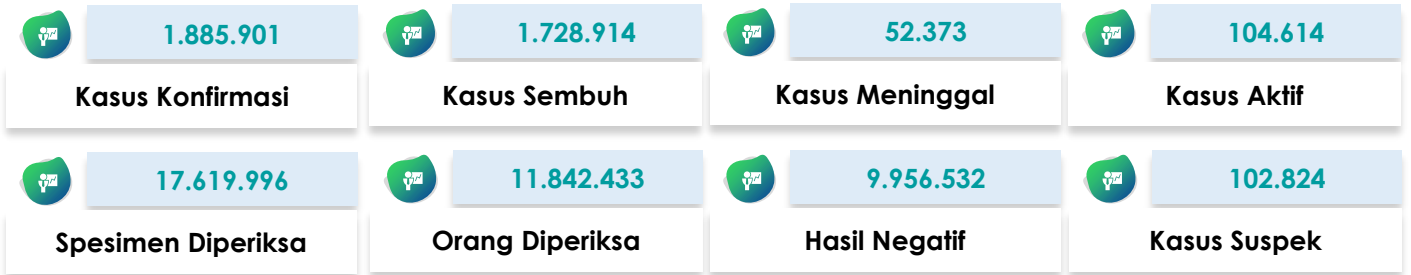 1.885.901
Kasus Konfirmasi
1.728.914
Kasus Sembuh
52.373
Kasus Meninggal
104.614
Kasus Aktif
17.619.996
Spesimen Diperiksa
11.842.433
Orang Diperiksa
9.956.532
Hasil Negatif
102.824
Kasus Suspek